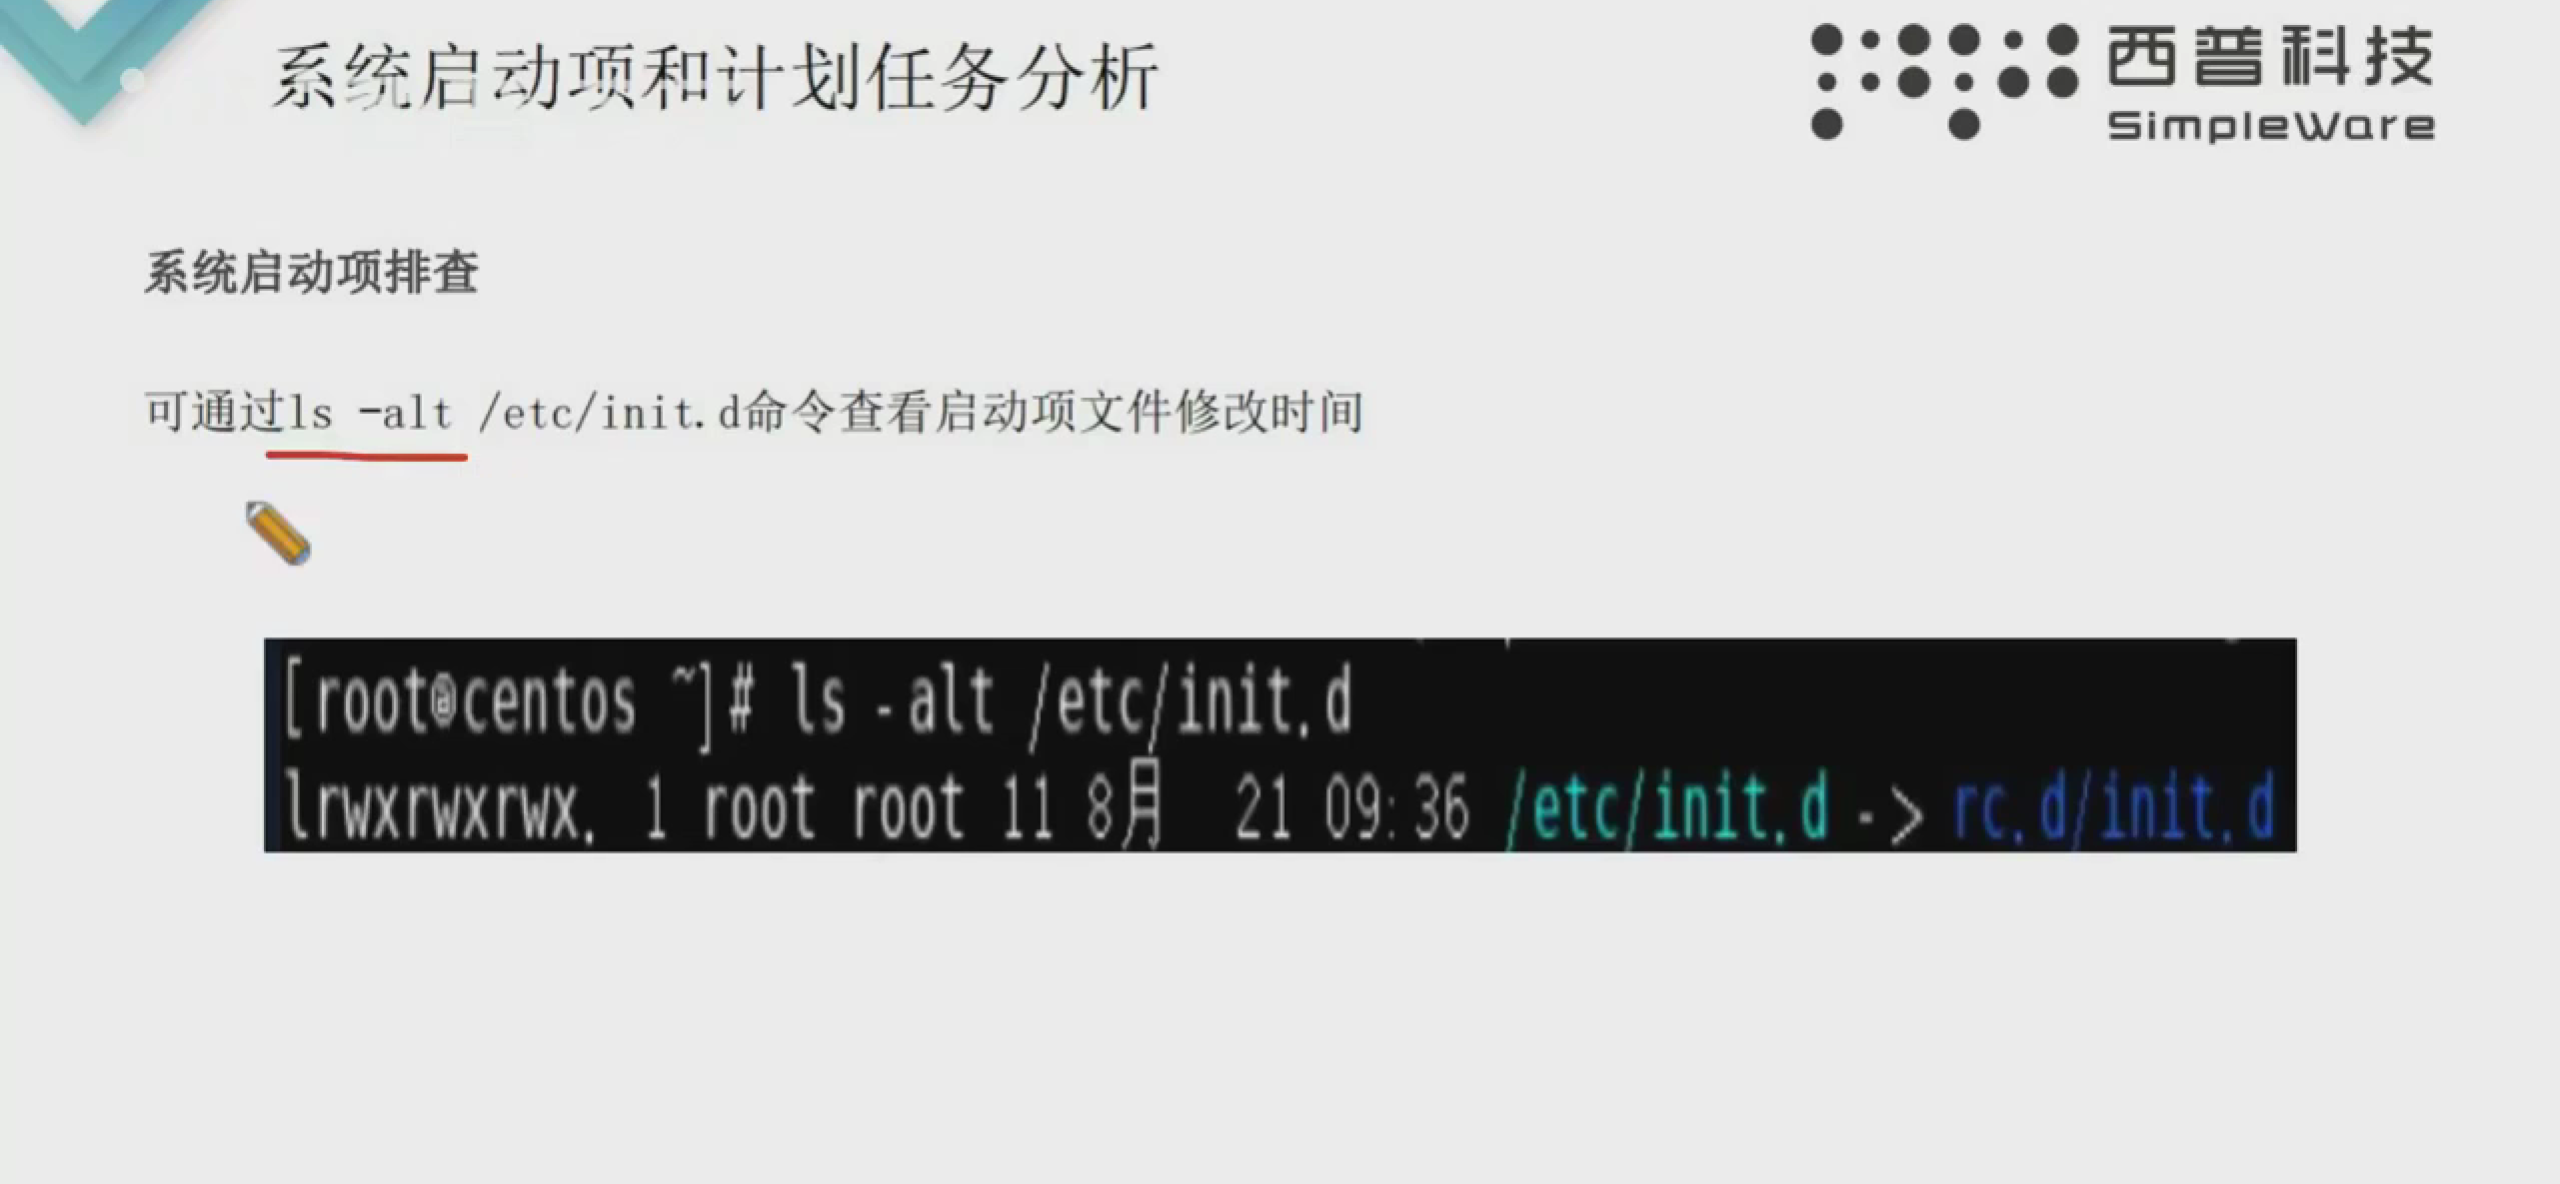 系统启动项和计划任务分析
西普科技
SimpleWare
系统启动项排查
可通过ls -alt /etc/init.d命令查看启动项文件修改时间
[root@centos ~]# ls -alt /etc/init.d
lrwxrwxrwx. 1 root root 11 8月  21 09:36 /etc/init.d -> rc.d/init.d